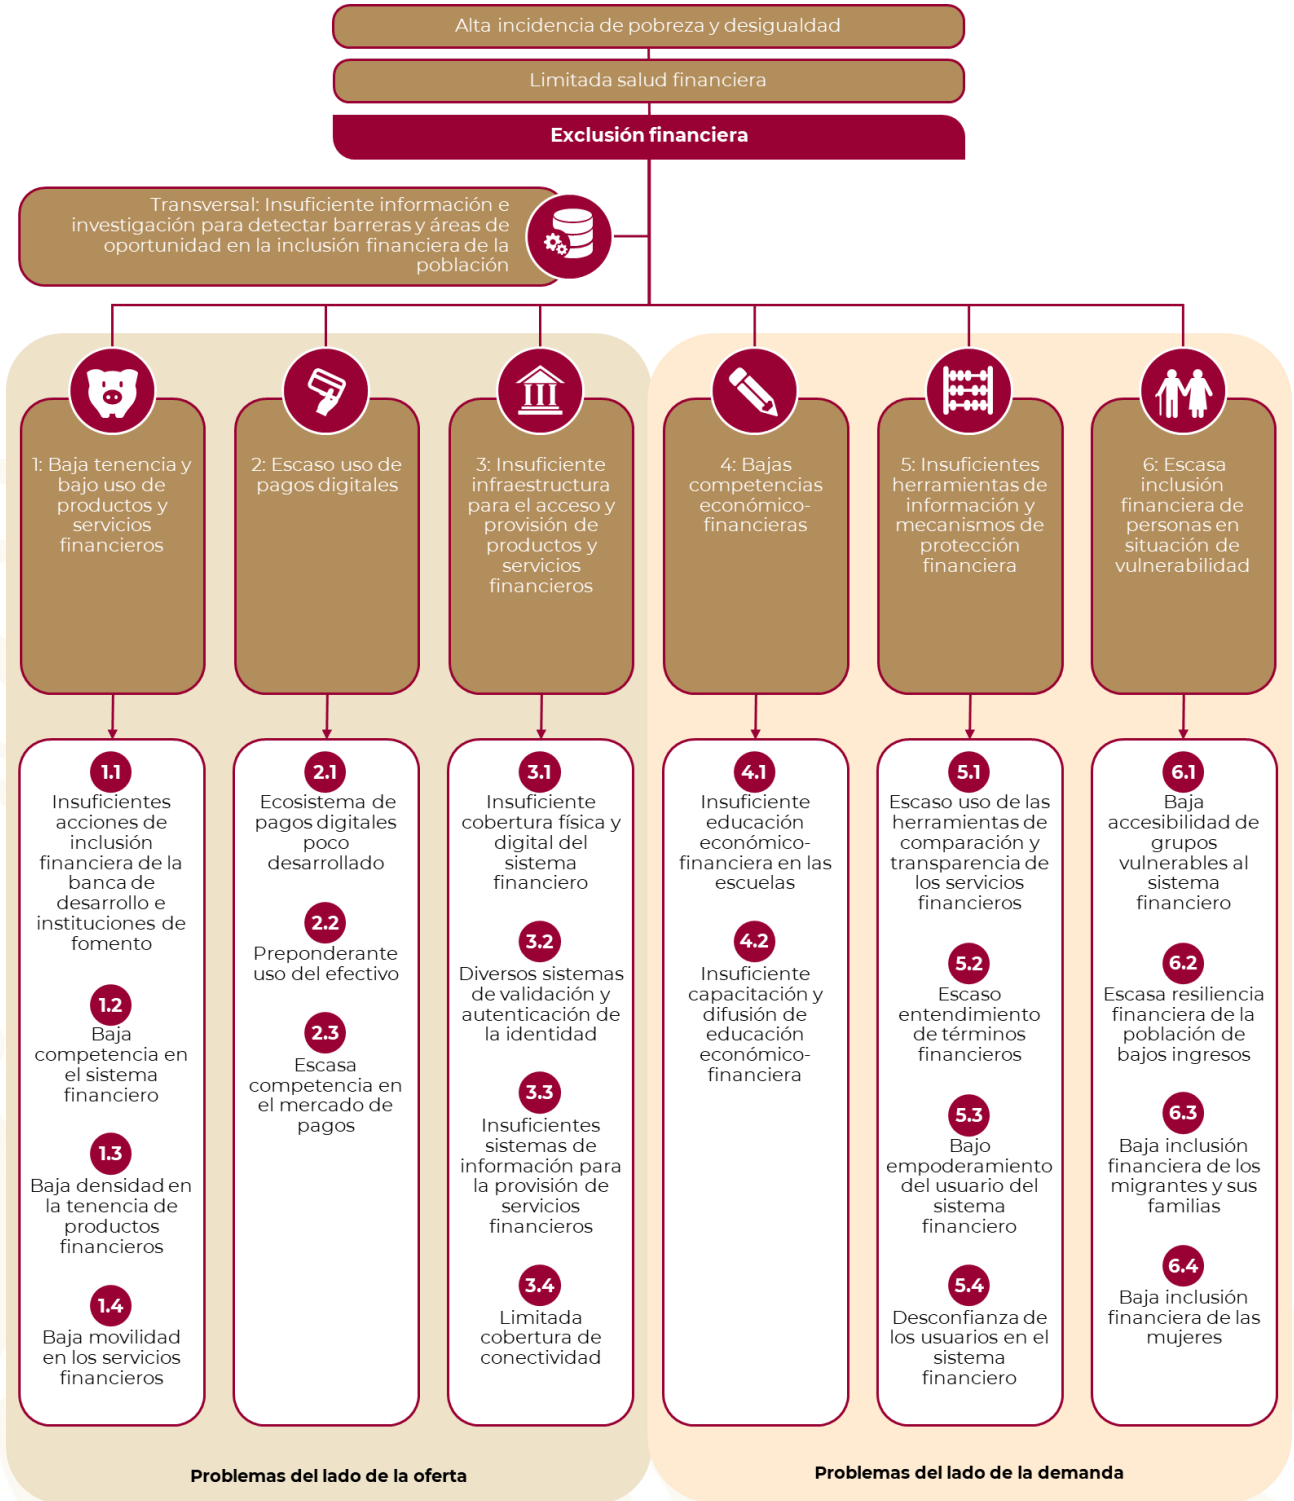 Alta incidencia de pobreza y desigualdad
Limitada salud financiera
Exclusión financiera
Transversal: Insuficiente información e
investigación para detectar barreras y áreas de
oportunidad en la inclusión financiera de la
población
1: Baja tenencia y
bajo uso de
productos y
servicios
financieros
2: Escaso uso de
pagos digitales
3: Insuficiente
infraestructura
para el acceso y
provisión de
productos y
servicios
financieros
4: Bajas
competencias
económico-
financieras
5: Insuficientes
herramientas de
información y
mecanismos de
protección
financiera
6: Escasa
inclusión
financiera de
personas en
situación de
vulnerabilidad
1.1
Insuficientes
acciones de
inclusión
financiera de la
banca de
desarrollo e
instituciones de
fomento
1.2
Baja
competencia en
el sistema
financiero
1.3
Baja densidad en
la tenencia de
productos
financieros
1.4
Baja movilidad
en los servicios
financieros
2.1
Ecosistema de
pagos digitales
poco
desarrollado
2.2
Preponderante
uso del efectivo
2.3
Escasa
competencia en
el mercado de
pagos
3.1
Insuficiente
cobertura física y
digital del
sistema
financiero
3.2
Diversos sistemas
de validación y
autenticación de
la identidad
3.3
Insuficientes
sistemas de
información para
la provisión de
servicios
financieros
3.4
Limitada
cobertura de
conectividad
4.1
Insuficiente
educación
económico-
financiera en las
escuelas
4.2
Insuficiente
capacitación y
difusión de
educación
económico-
financiera
5.1
Escaso uso de las
herramientas de
comparación y
transparencia de
los servicios
financieros
5.2
Escaso
entendimiento
de términos
financieros
5.3
Bajo
empoderamiento
del usuario del
sistema
financiero
5.4
Desconfianza de
los usuarios en el
sistema
financiero
6.1
Baja
accesibilidad de
grupos
vulnerables al
sistema
financiero
6.2
Escasa resiliencia
financiera de la
población de
bajos ingresos
6.3
Baja inclusión
financiera de los
migrantes y sus
familias
6.4
Baja inclusión
financiera de las
mujeres
Problemas del lado de la oferta
Problemas del lado de la demanda